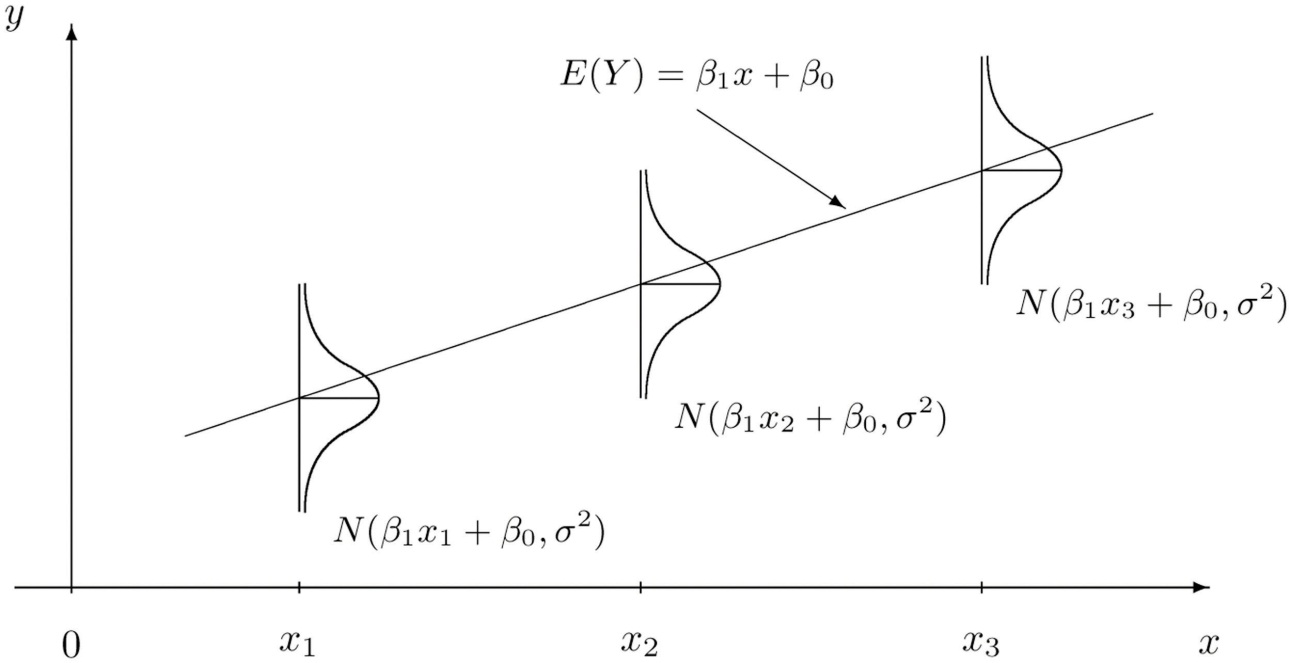 y
E(Y) = β₁x + β₀
N(β₁x₃ + β₀, σ²)
N(β₁x₂ + β₀, σ²)
N(β₁x₁ + β₀, σ²)
0 x₁ x₂ x₃ x